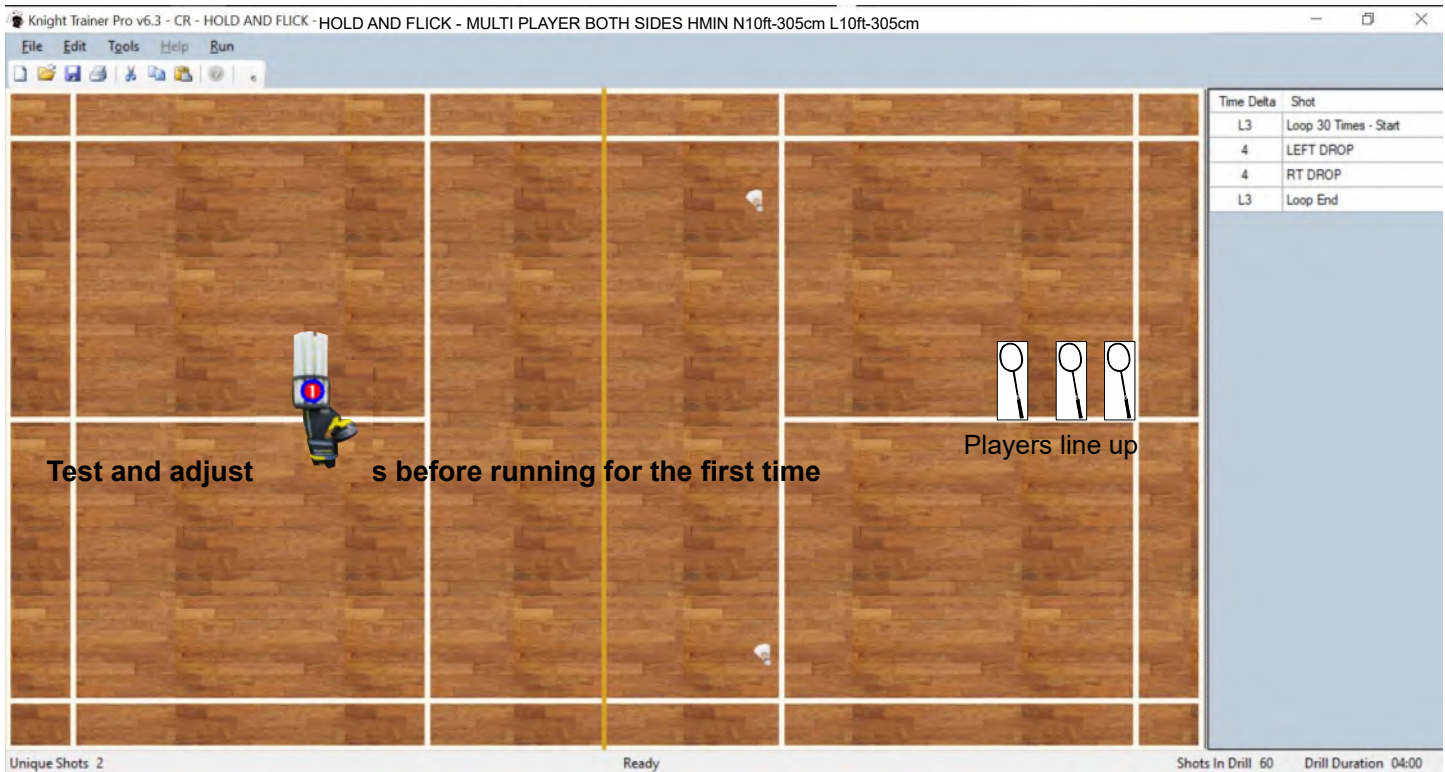 Knight Trainer Pro v6.3 - CR - HOLD AND FLICK - HOLD AND FLICK - MULTI PLAYER BOTH SIDES HMIN N10ft-305cm L10ft-305cm
File Edit Tools Help Run
Time Delta Shot
L3 Loop 30 Times - Start
4 LEFT DROP
4 RT DROP
L3 Loop End
1
Players line up
Test and adjust s before running for the first time
Unique Shots 2 Ready Shots In Drill 60 Drill Duration 04:00